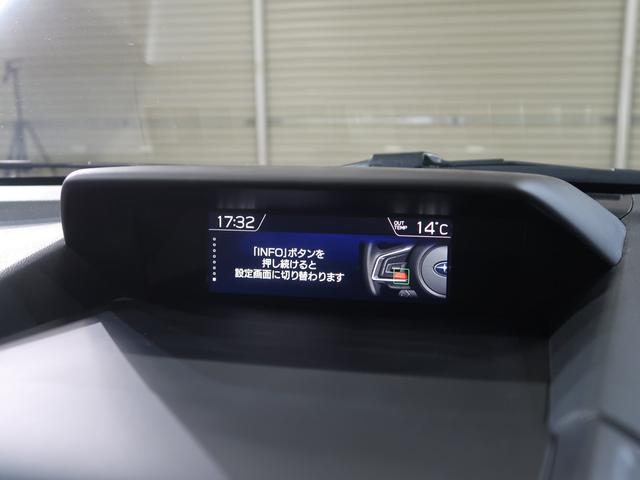 17:32
OUT
TEMP
14°C
「INFO」ボタンを
押し続けると
設定画面に切り替わります